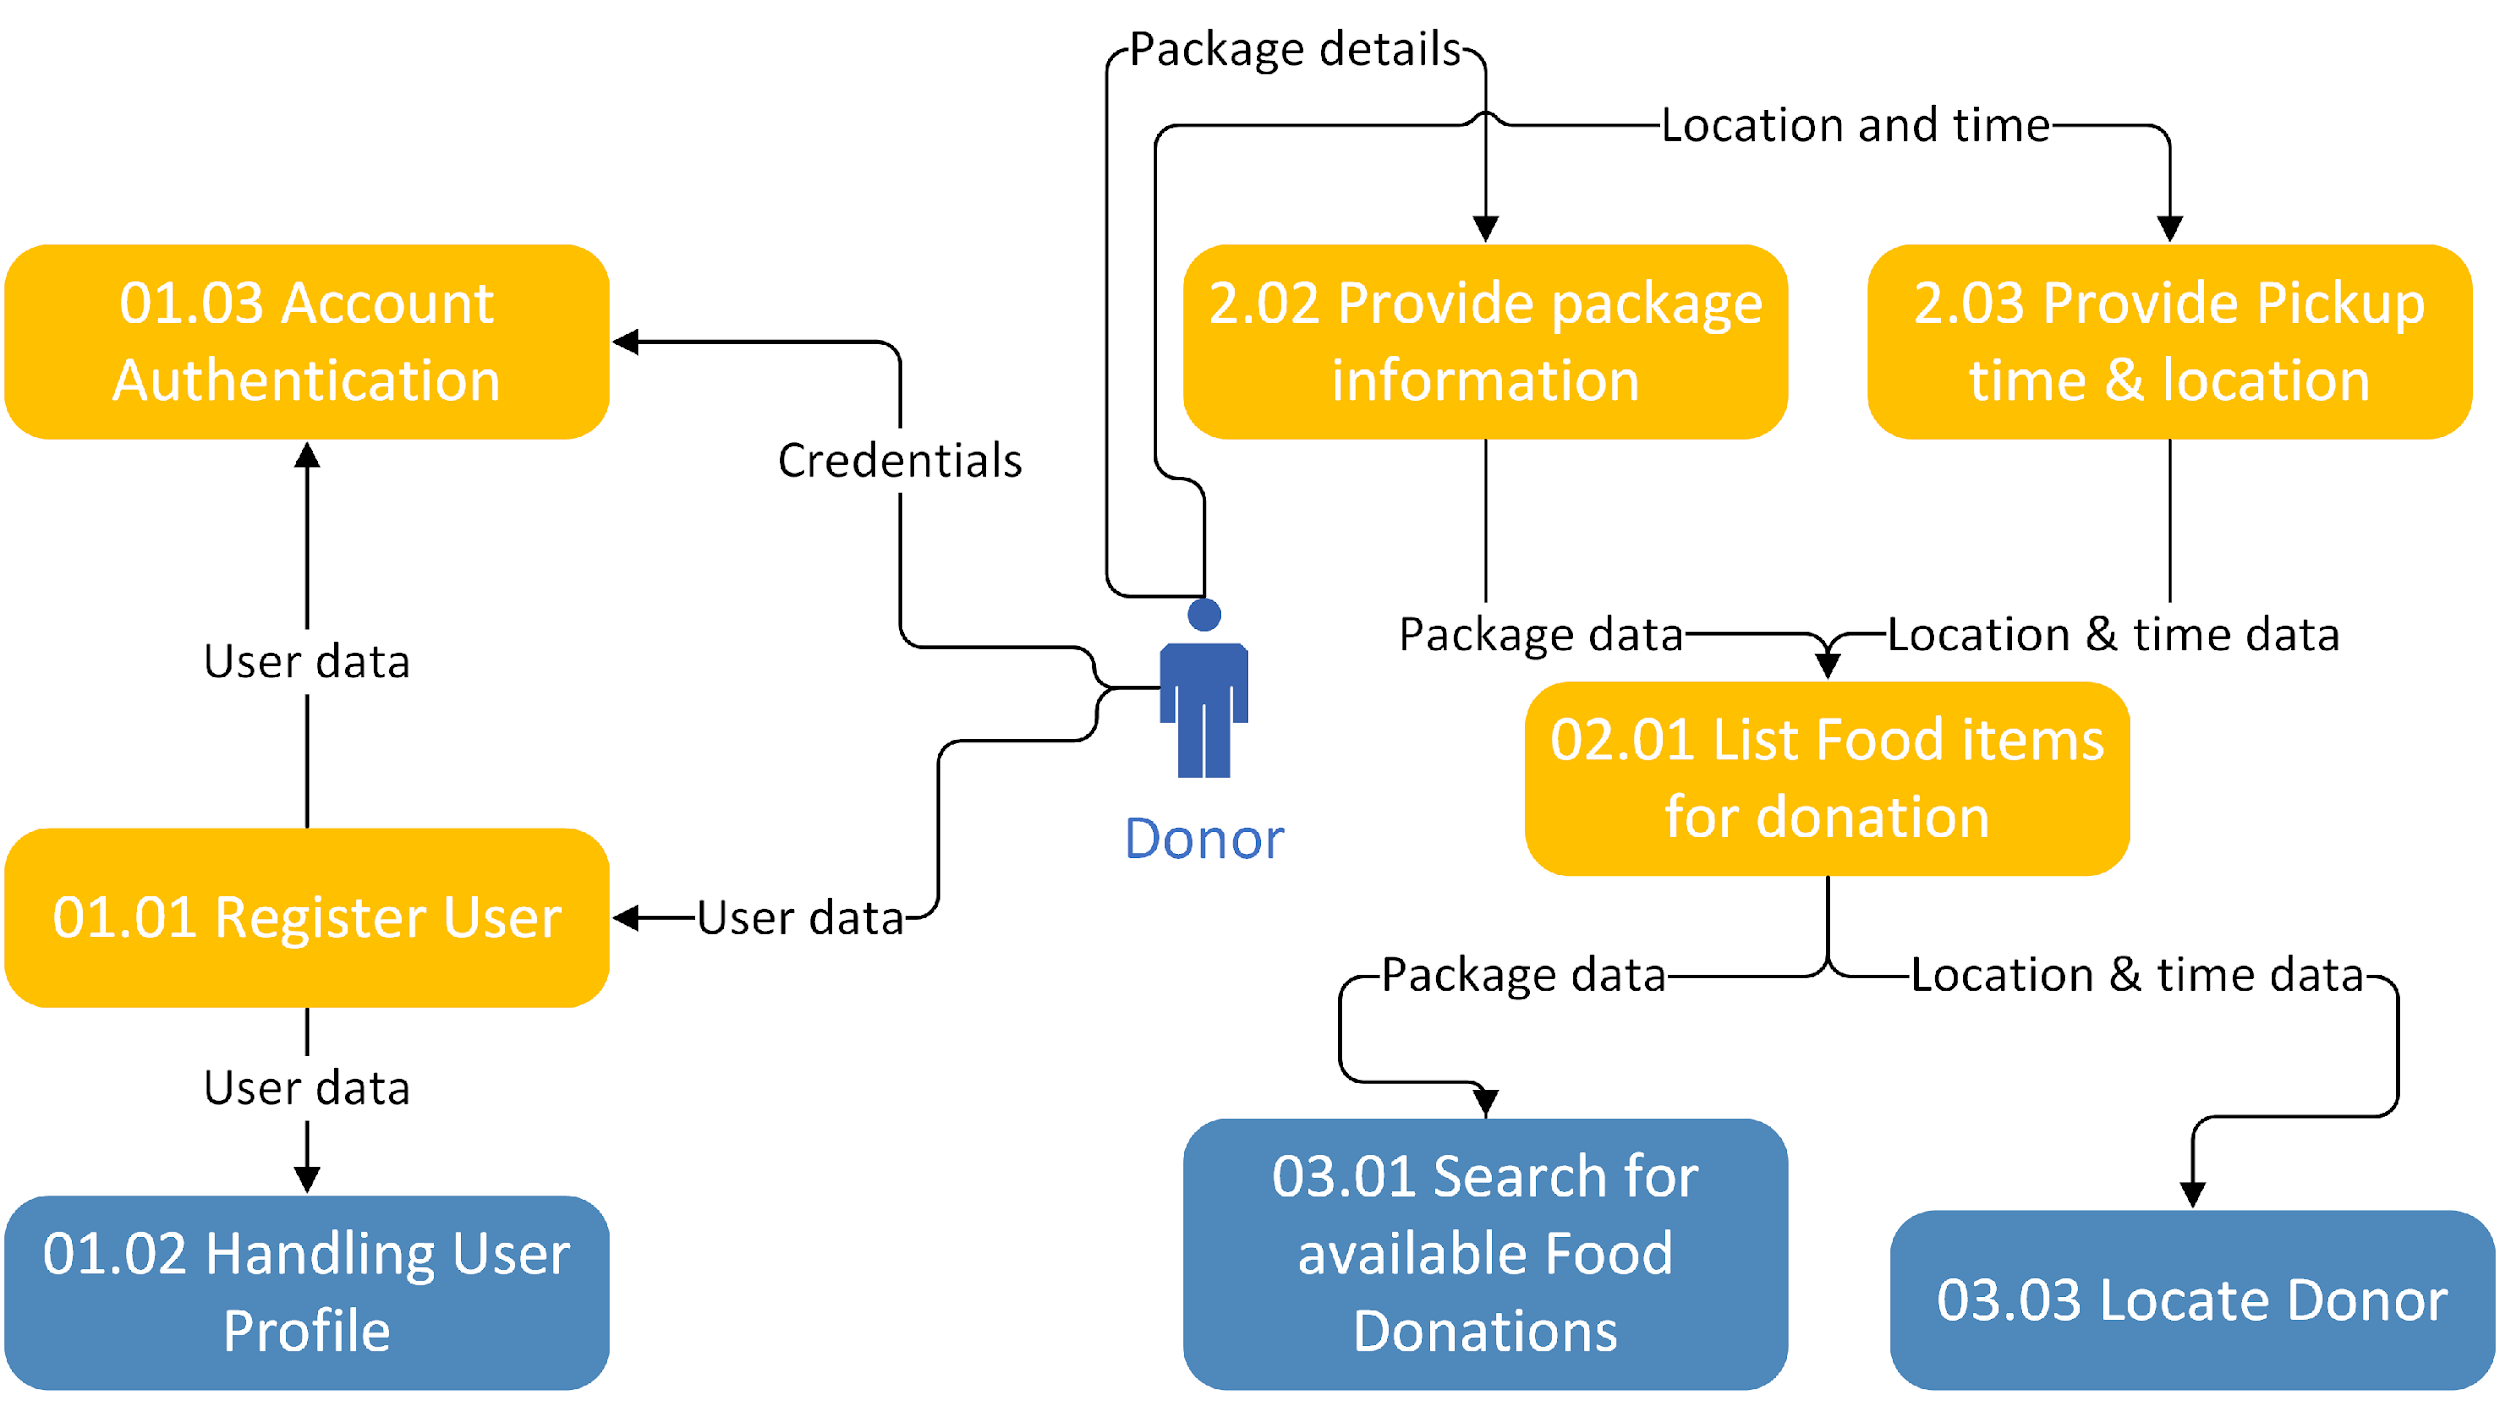 Package details
Location and time
01.03 Account
Authentication
2.02 Provide package
information
2.03 Provide Pickup
time & location
Credentials
User data
Package data
Location & time data
02.01 List Food items
for donation
Donor
01.01 Register User
User data
Package data
Location & time data
User data
01.02 Handling User
Profile
03.01 Search for
available Food
Donations
03.03 Locate Donor